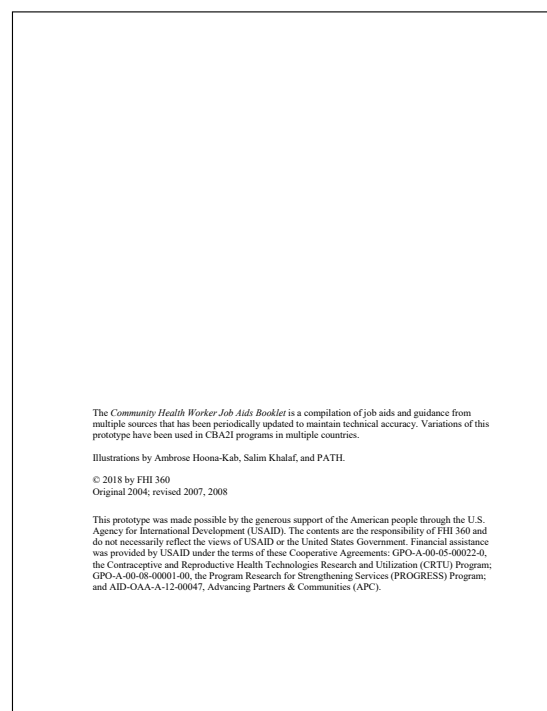 The Community Health Worker Job Aids Booklet is a compilation of job aids and guidance from
multiple sources that has been periodically updated to maintain technical accuracy. Variations of this
prototype have been used in CBA2I programs in multiple countries.
Illustrations by Ambrose Hoona-Kab, Salim Khalaf, and PATH.
© 2018 by FHI 360
Original 2004; revised 2007, 2008
This prototype was made possible by the generous support of the American people through the U.S.
Agency for International Development (USAID). The contents are the responsibility of FHI 360 and
do not necessarily reflect the views of USAID or the United States Government. Financial assistance
was provided by USAID under the terms of these Cooperative Agreements: GPO-A-00-05-00022-0,
the Contraceptive and Reproductive Health Technologies Research and Utilization (CRTU) Program;
GPO-A-00-08-00001-00, the Program Research for Strengthening Services (PROGRESS) Program;
and AID-OAA-A-12-00047, Advancing Partners & Communities (APC).